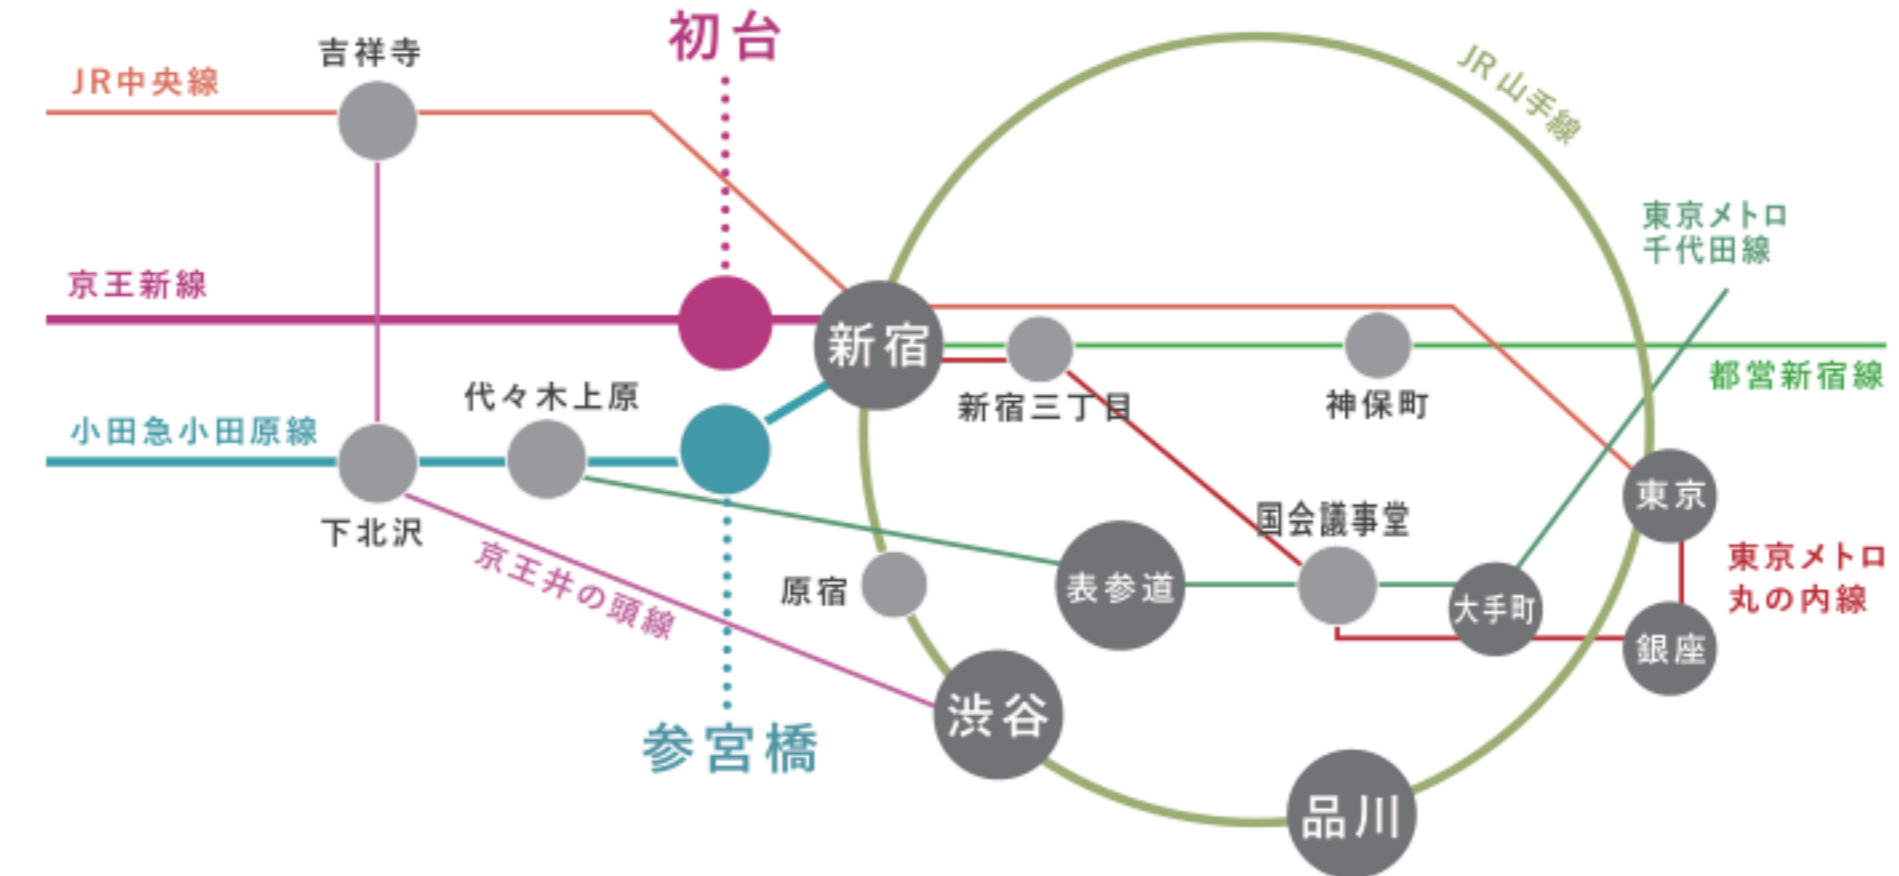 初台
吉祥寺
JR中央線
JR山手線
東京メトロ
千代田線
京王新線
新宿
都営新宿線
新宿三丁目
神保町
代々木上原
小田急小田原線
東京
国会議事堂
下北沢
京王井の頭線
原宿
表参道
大手町
東京メトロ
丸の内線
銀座
渋谷
参宮橋
品川